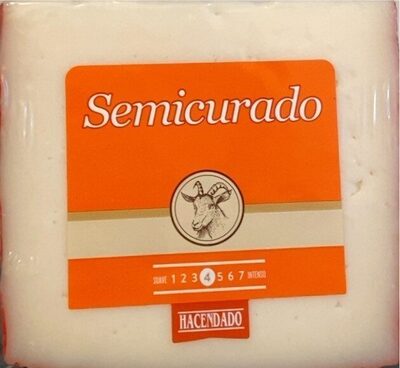 Semicurado
SUAVE 1 2 3 4 5 6 7 INTENSO
HACENDADO